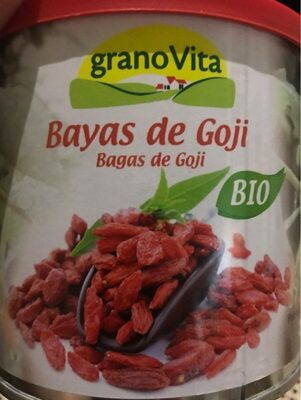 granoVita
Bayas de Goji
Bagas de Goji
BIO